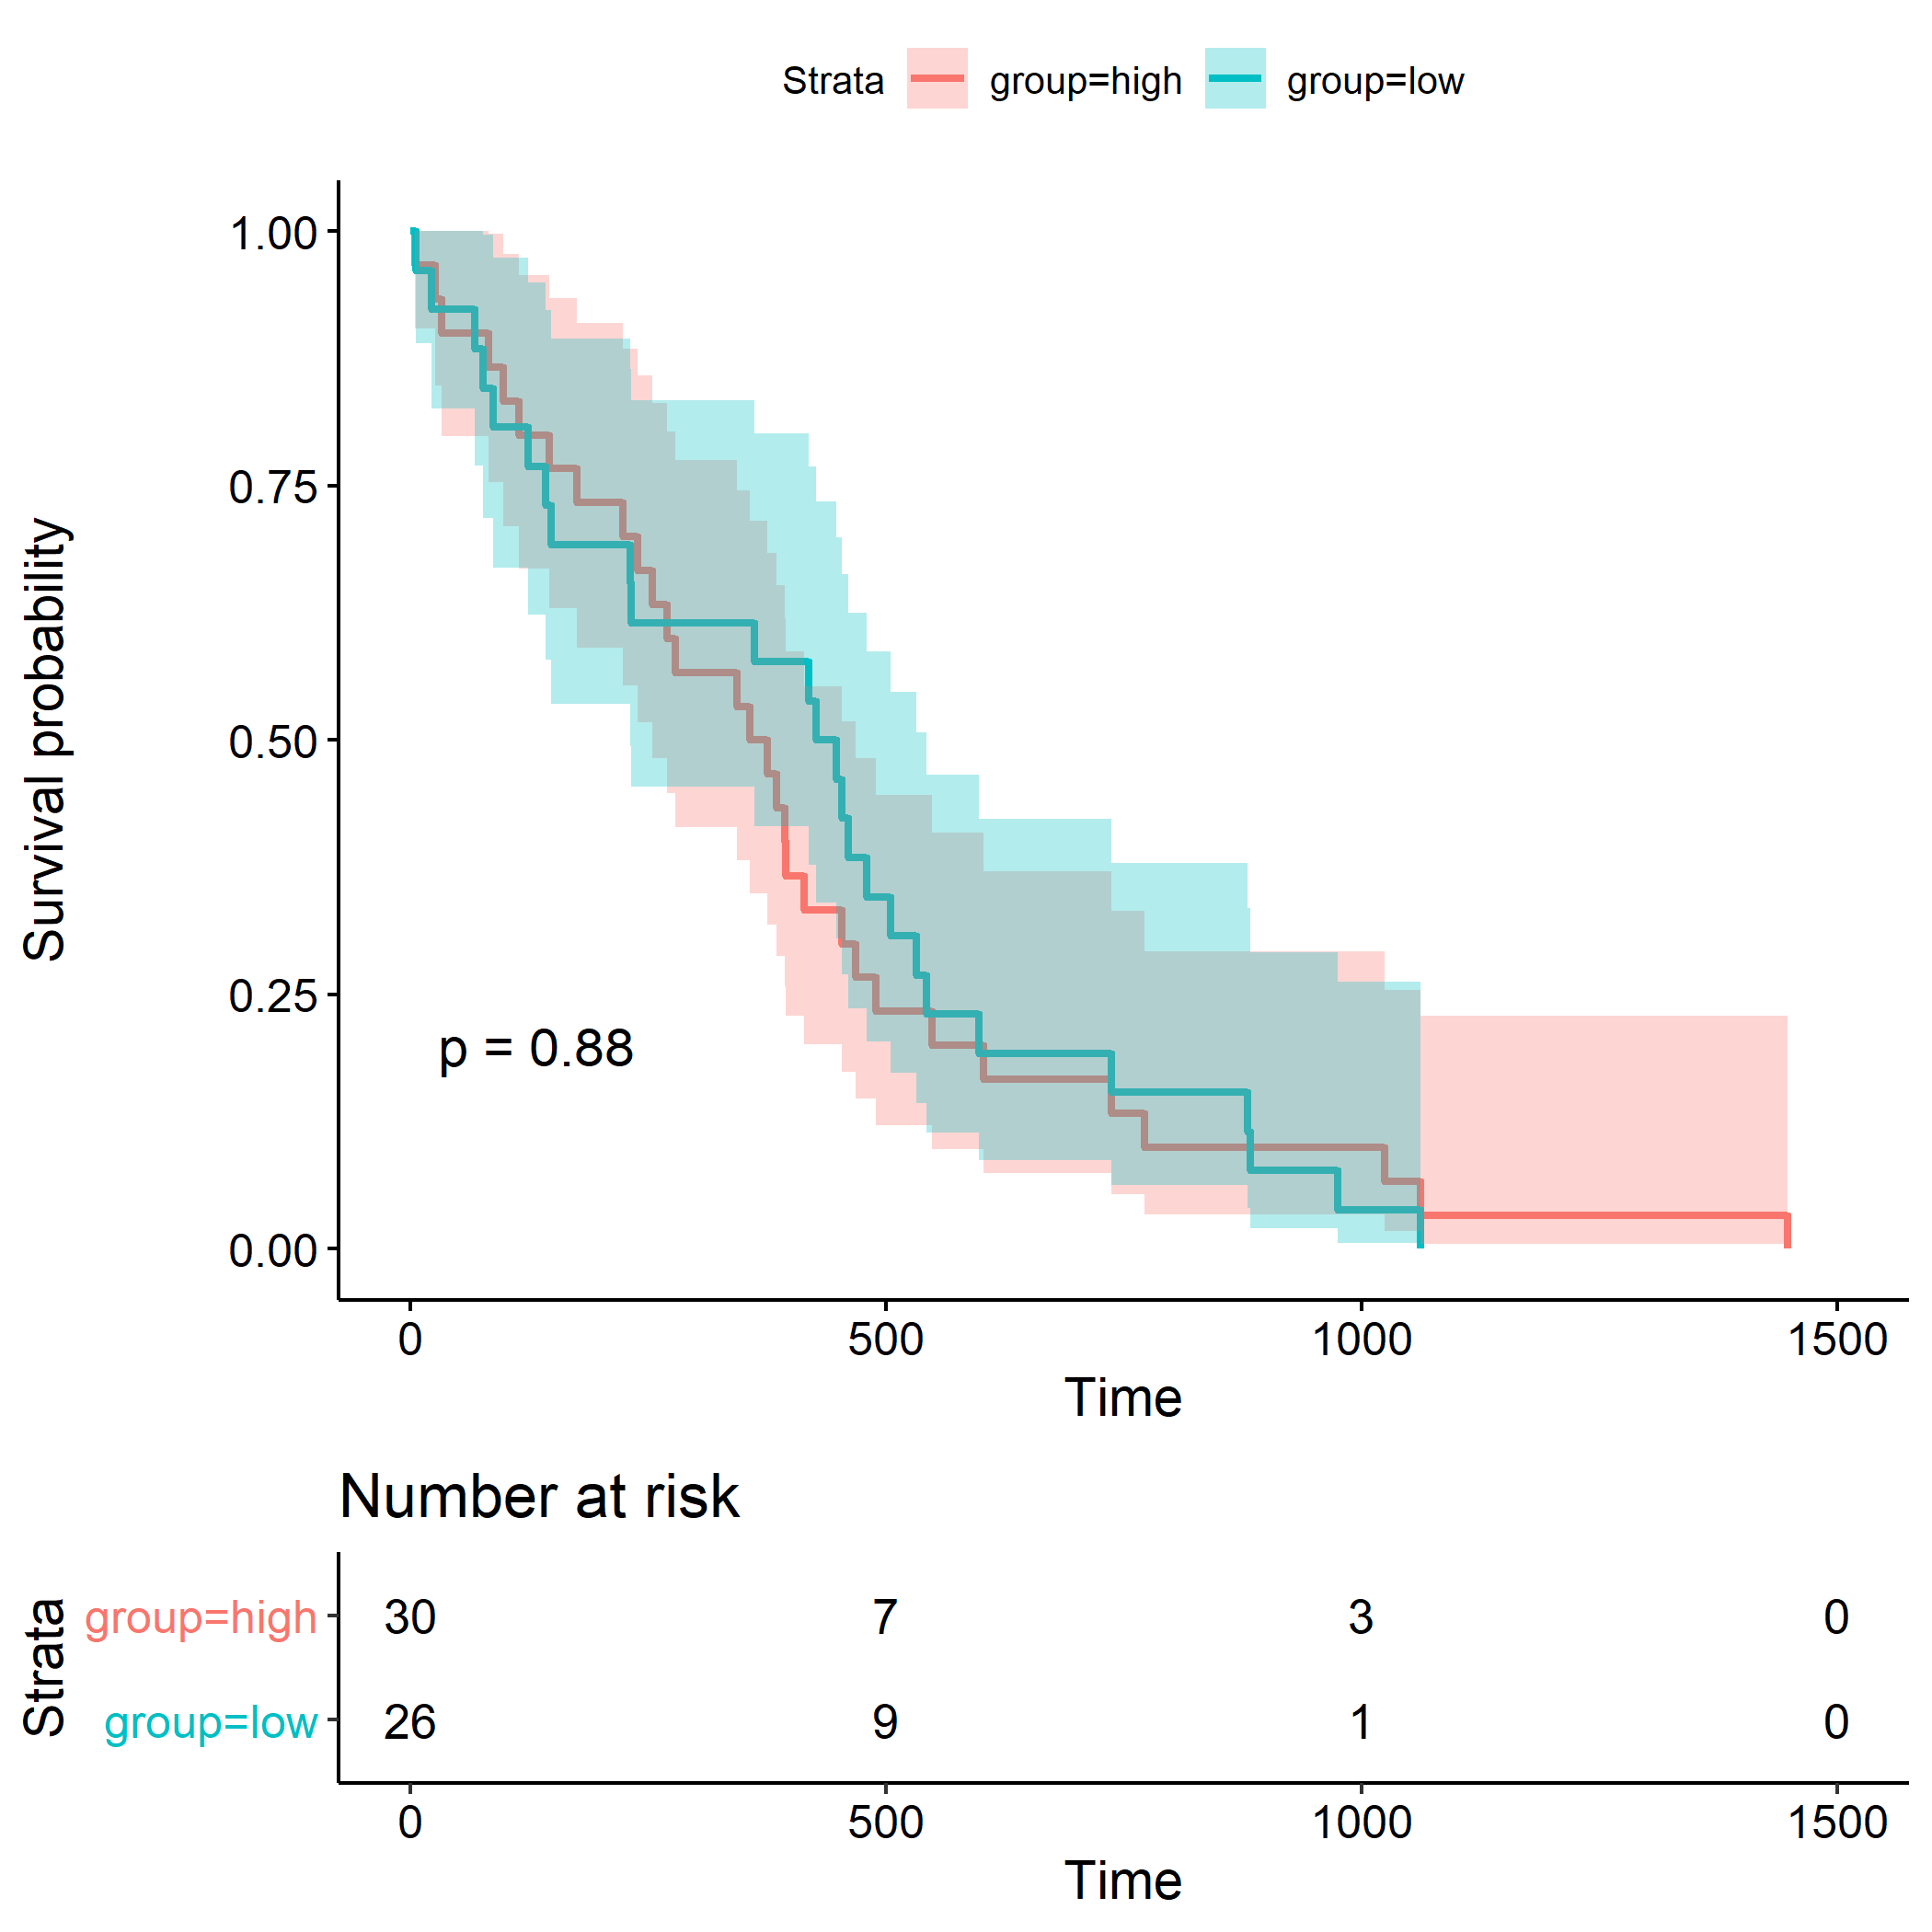 Strata group=high group=low
1.00
0.75
0.50
0.25
0.00
Survival probability
p = 0.88
0 500 1000 1500
Time
Number at risk
Strata
group=high 30 7 3 0
group=low 26 9 1 0
0 500 1000 1500
Time